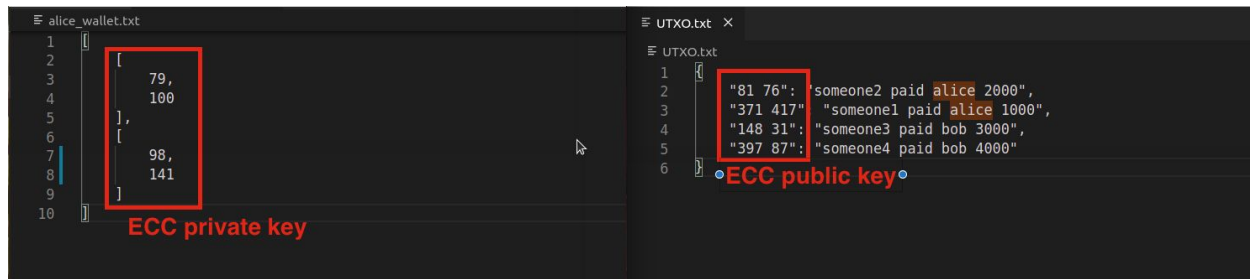 alice_wallet.txt
1 [
2 [
3 79,
4 100
5 ],
6 [
7 98,
8 141
9 ]
10 ]
ECC private key
UTXO.txt ×
UTXO.txt
1 {
2 "81 76": "someone2 paid alice 2000",
3 "371 417" "someone1 paid alice 1000",
4 "148 31": "someone3 paid bob 3000",
5 "397 87": "someone4 paid bob 4000"
6 }
ECC public key